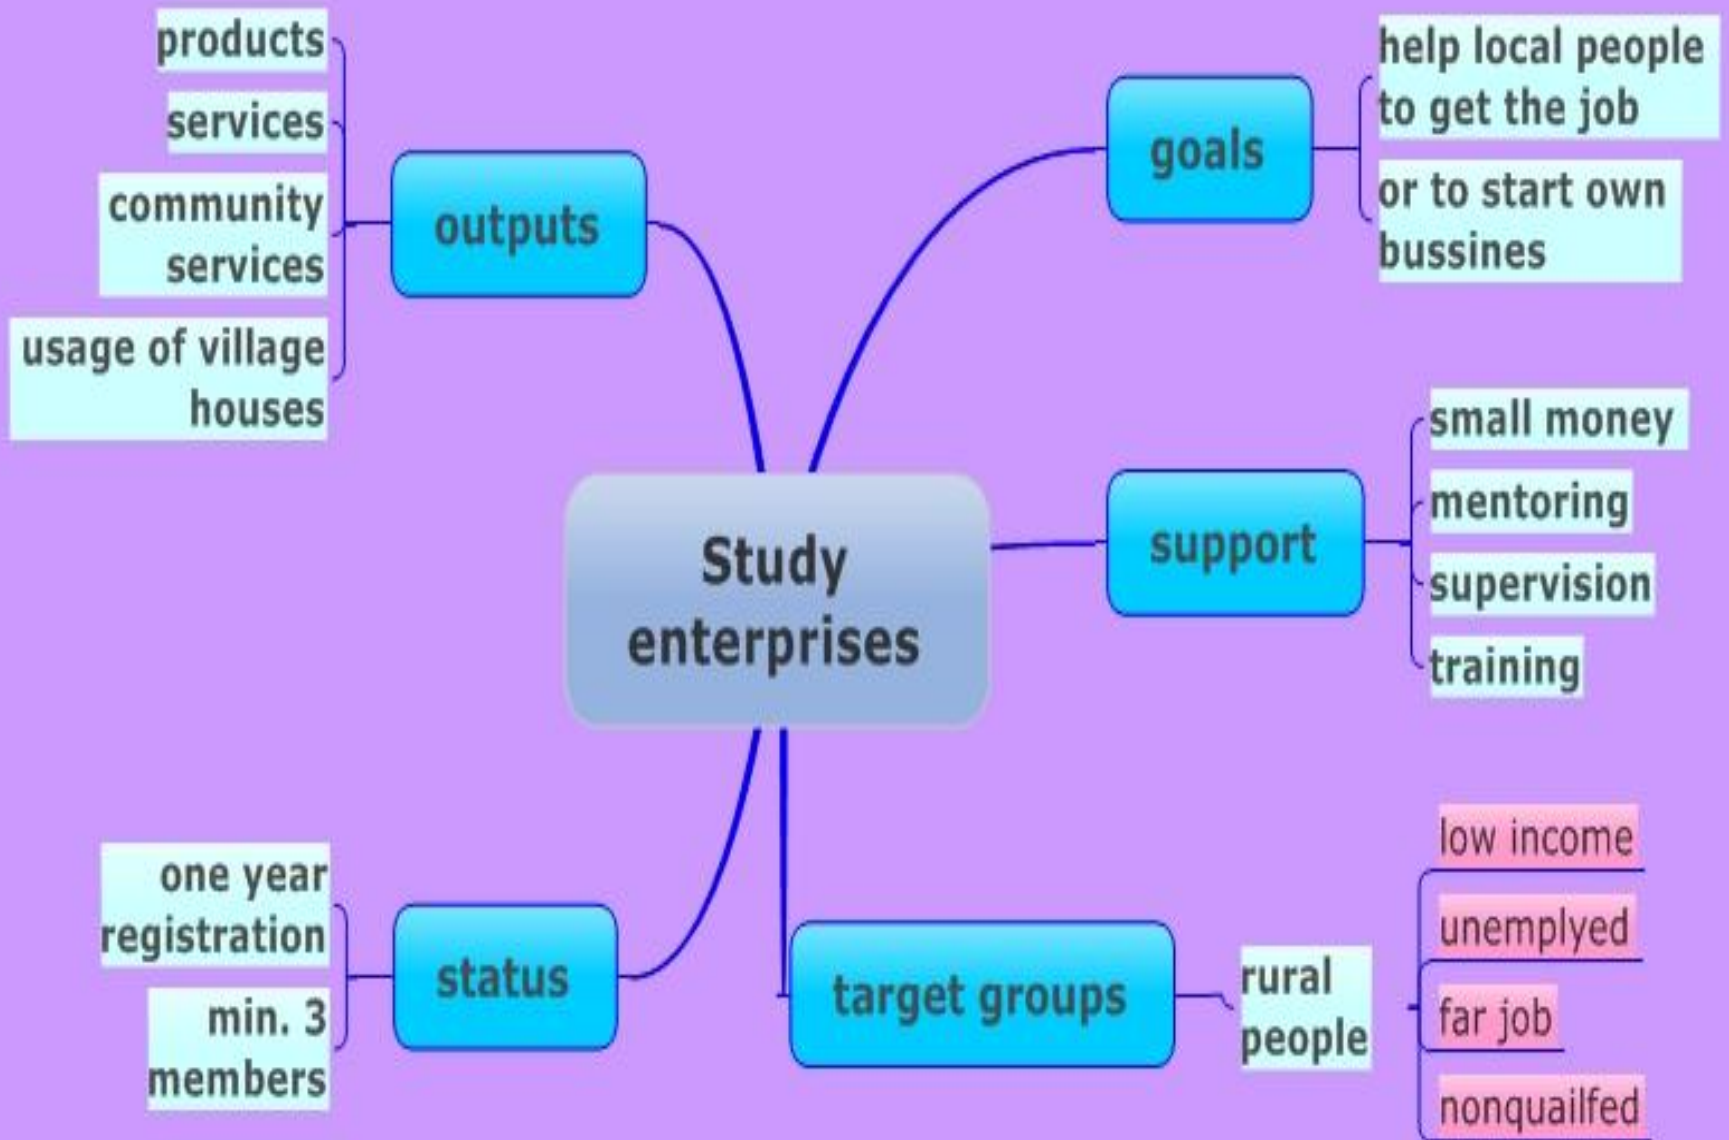 products
services
community
services
usage of village
houses
outputs
goals
help local people
to get the job
or to start own
bussines
Study
enterprises
support
small money
mentoring
supervision
training
one year
registration
min. 3
members
status
target groups
rural
people
low income
unemplyed
far job
nonquailfed